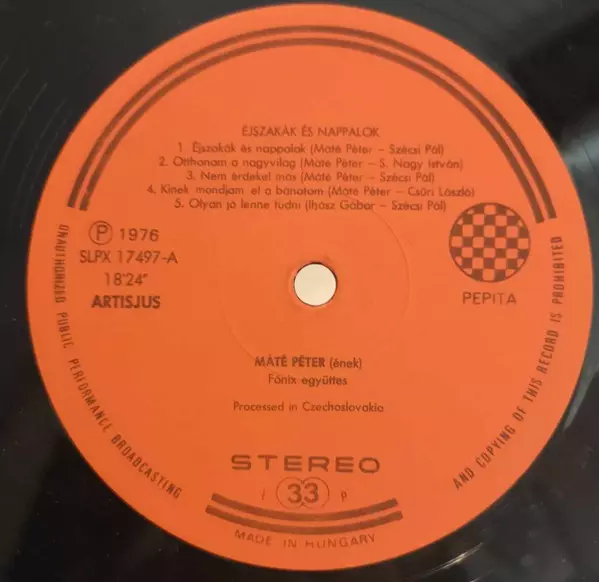 ÉJSZAKÁK ÉS NAPPALOK
1. Éjszakák és nappalok (Máté Péter – Szécsi Pál)
2. Otthonom a nagyvilág (Máté Péter – S. Nagy István)
3. Nem érdekel más (Máté Péter – Szécsi Pál)
4. Kinek mondjam el a bánatom (Máté Péter – Csűri László)
5. Olyan jó lenne tudni (Ihász Gábor – Szécsi Pál)
Ⓟ 1976
SLPX 17497-A
18'24"
ARTISJUS
PEPITA
MÁTÉ PÉTER (ének)
Főnix együttes
Processed in Czechoslovakia
STEREO
i 33 p
MADE IN HUNGARY
UNAUTHORIZED PUBLIC PERFORMANCE BROADCASTING
AND COPYING OF THIS RECORD IS PROHIBITED